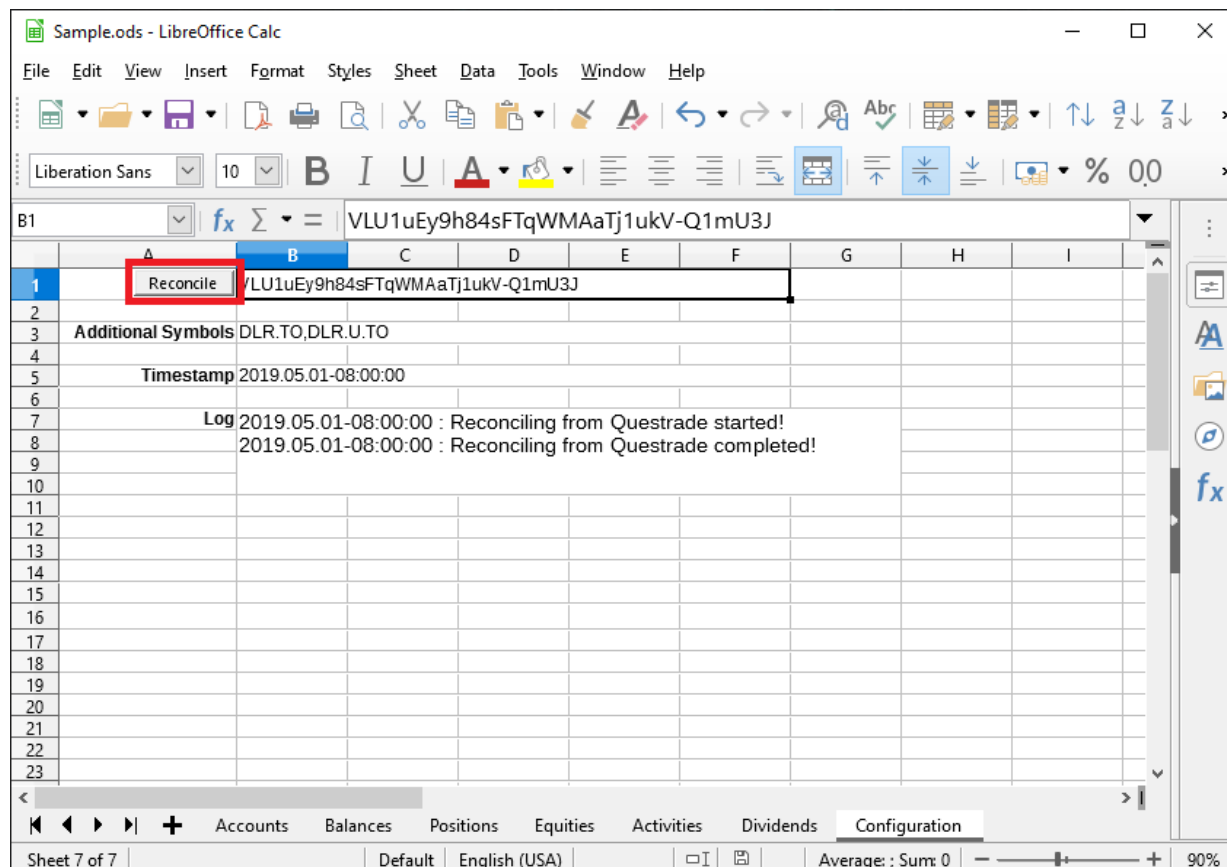 Sample.ods - LibreOffice Calc
File Edit View Insert Format Styles Sheet Data Tools Window Help
Liberation Sans 10
B1 VLU1uEy9h84sFTqWMAaTj1ukV-Q1mU3J
A B C D E F G H I
1 Reconcile VLU1uEy9h84sFTqWMAaTj1ukV-Q1mU3J
2
3 Additional Symbols DLR.TO,DLR.U.TO
4
5 Timestamp 2019.05.01-08:00:00
6
7 Log 2019.05.01-08:00:00 : Reconciling from Questrade started!
8 2019.05.01-08:00:00 : Reconciling from Questrade completed!
9
10
11
12
13
14
15
16
17
18
19
20
21
22
23
Accounts Balances Positions Equities Activities Dividends Configuration
Sheet 7 of 7 Default English (USA) Average: ; Sum: 0 90%